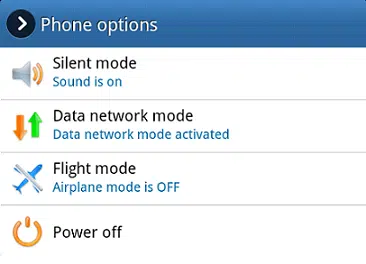 Phone options
Silent mode
Sound is on
Data network mode
Data network mode activated
Flight mode
Airplane mode is OFF
Power off